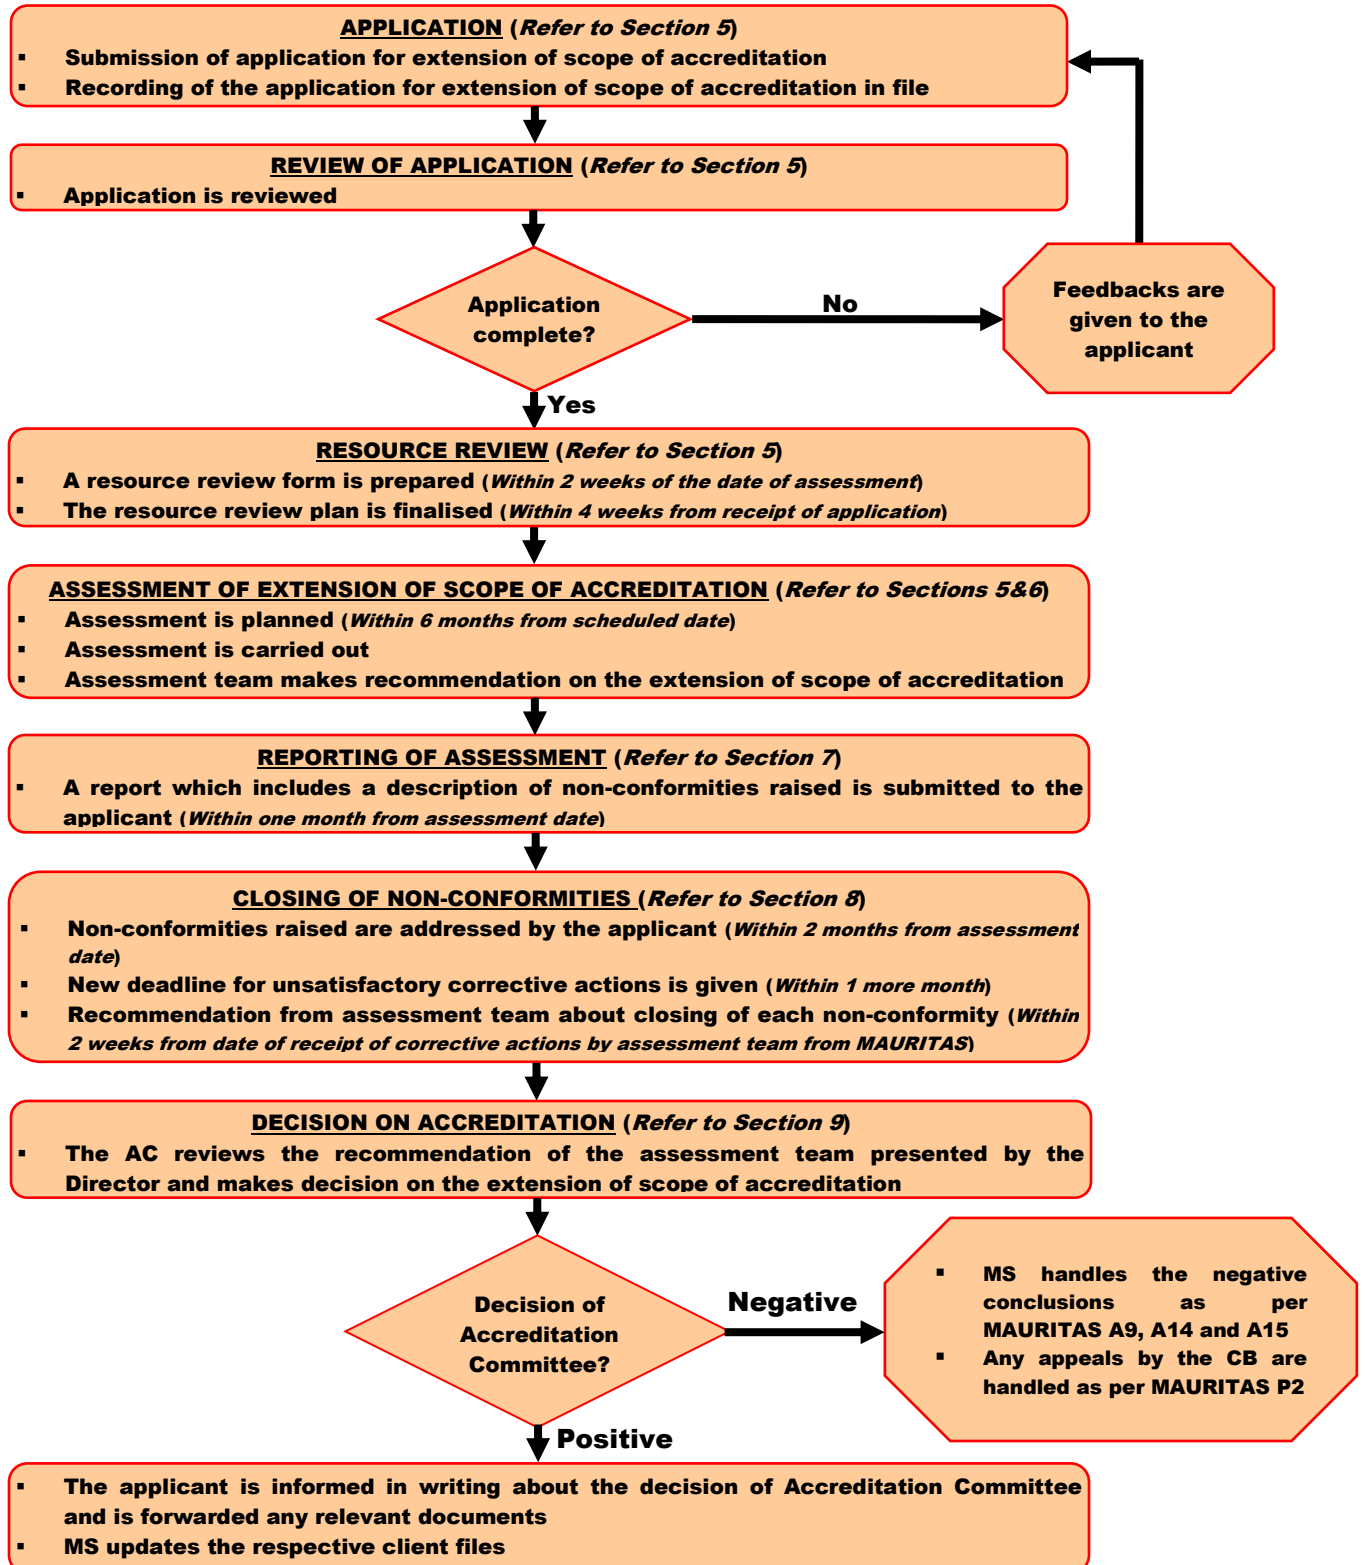 APPLICATION (Refer to Section 5)
▪ Submission of application for extension of scope of accreditation
▪ Recording of the application for extension of scope of accreditation in file
REVIEW OF APPLICATION (Refer to Section 5)
▪ Application is reviewed
Application
complete?
No
Feedbacks are
given to the
applicant
Yes
RESOURCE REVIEW (Refer to Section 5)
▪ A resource review form is prepared (Within 2 weeks of the date of assessment)
▪ The resource review plan is finalised (Within 4 weeks from receipt of application)
ASSESSMENT OF EXTENSION OF SCOPE OF ACCREDITATION (Refer to Sections 5&6)
▪ Assessment is planned (Within 6 months from scheduled date)
▪ Assessment is carried out
▪ Assessment team makes recommendation on the extension of scope of accreditation
REPORTING OF ASSESSMENT (Refer to Section 7)
▪ A report which includes a description of non-conformities raised is submitted to the
applicant (Within one month from assessment date)
CLOSING OF NON-CONFORMITIES (Refer to Section 8)
▪ Non-conformities raised are addressed by the applicant (Within 2 months from assessment
date)
▪ New deadline for unsatisfactory corrective actions is given (Within 1 more month)
▪ Recommendation from assessment team about closing of each non-conformity (Within
2 weeks from date of receipt of corrective actions by assessment team from MAURITAS)
DECISION ON ACCREDITATION (Refer to Section 9)
▪ The AC reviews the recommendation of the assessment team presented by the
Director and makes decision on the extension of scope of accreditation
Decision of
Accreditation
Committee?
Negative
▪ MS handles the negative
conclusions as per
MAURITAS A9, A14 and A15
▪ Any appeals by the CB are
handled as per MAURITAS P2
Positive
▪ The applicant is informed in writing about the decision of Accreditation Committee
and is forwarded any relevant documents
▪ MS updates the respective client files